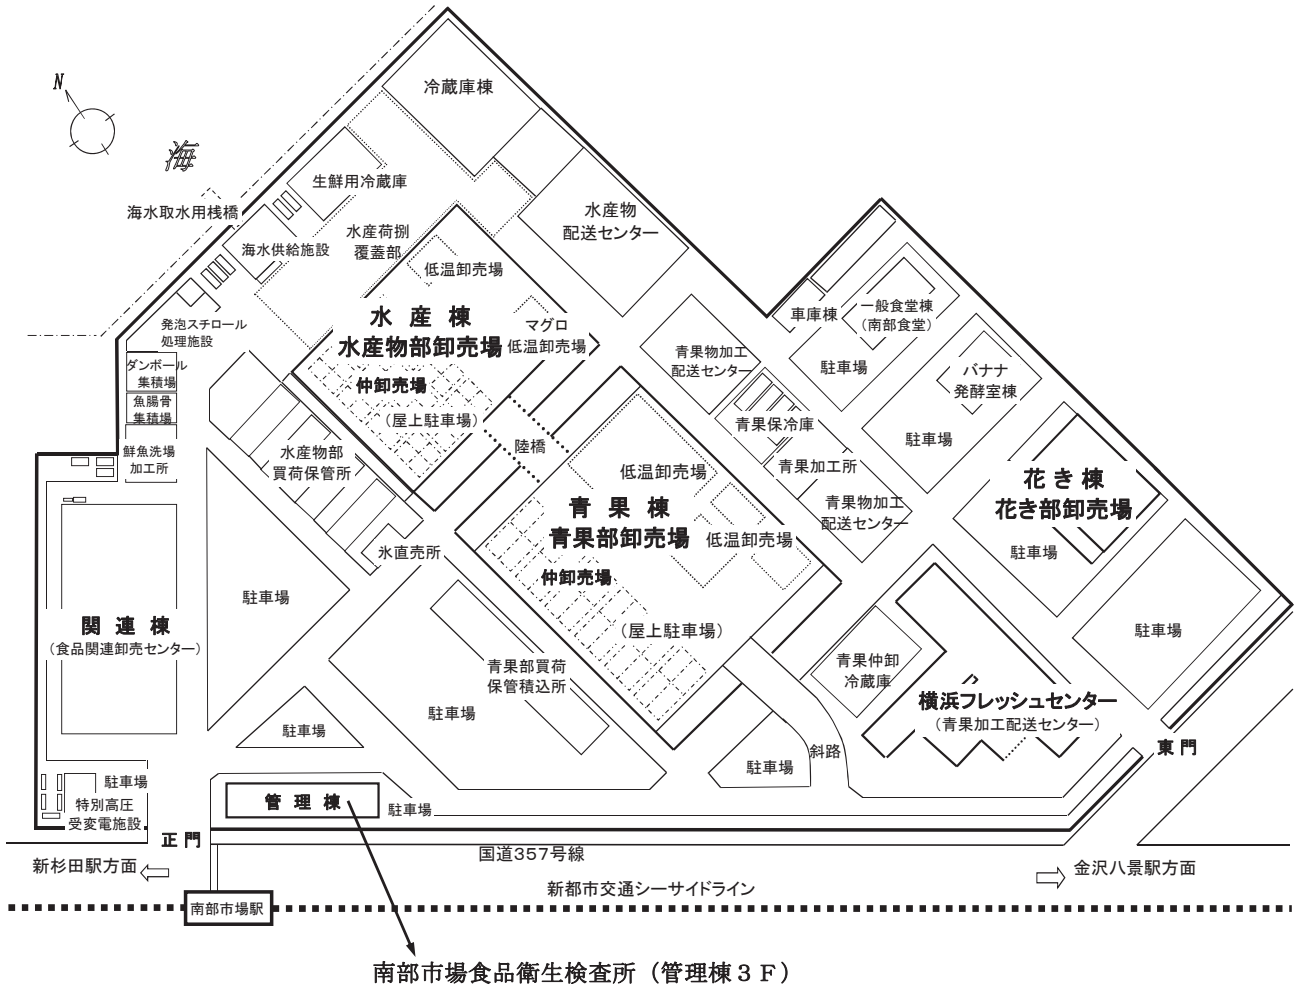 N
海
冷蔵庫棟
生鮮用冷蔵庫
海水取水用桟橋
水産物
配送センター
水産荷捌
覆蓋部
海水供給施設
低温卸売場
発泡スチロール
処理施設
水産棟
水産物部卸売場
マグロ
低温卸売場
車庫棟
一般食堂棟
（南部食堂）
青果物加工
配送センター
駐車場
バナナ
発酵室棟
ダンボール
集積場
仲卸売場
（屋上駐車場）
魚腸骨
集積場
青果保冷庫
駐車場
鮮魚洗場
加工所
水産物部
買荷保管所
陸橋
低温卸売場
青果加工所
花き棟
花き部卸売場
青果棟
青果部卸売場
青果物加工
配送センター
低温卸売場
駐車場
氷直売所
仲卸売場
駐車場
関連棟
（食品関連卸売センター）
（屋上駐車場）
駐車場
青果部買荷
保管積込所
青果仲卸
冷蔵庫
横浜フレッシュセンター
（青果加工配送センター）
駐車場
駐車場
斜路
東門
駐車場
駐車場
特別高圧
受変電施設
管理棟
駐車場
正門
国道357号線
新杉田駅方面
金沢八景駅方面
新都市交通シーサイドライン
南部市場駅
南部市場食品衛生検査所（管理棟３Ｆ）